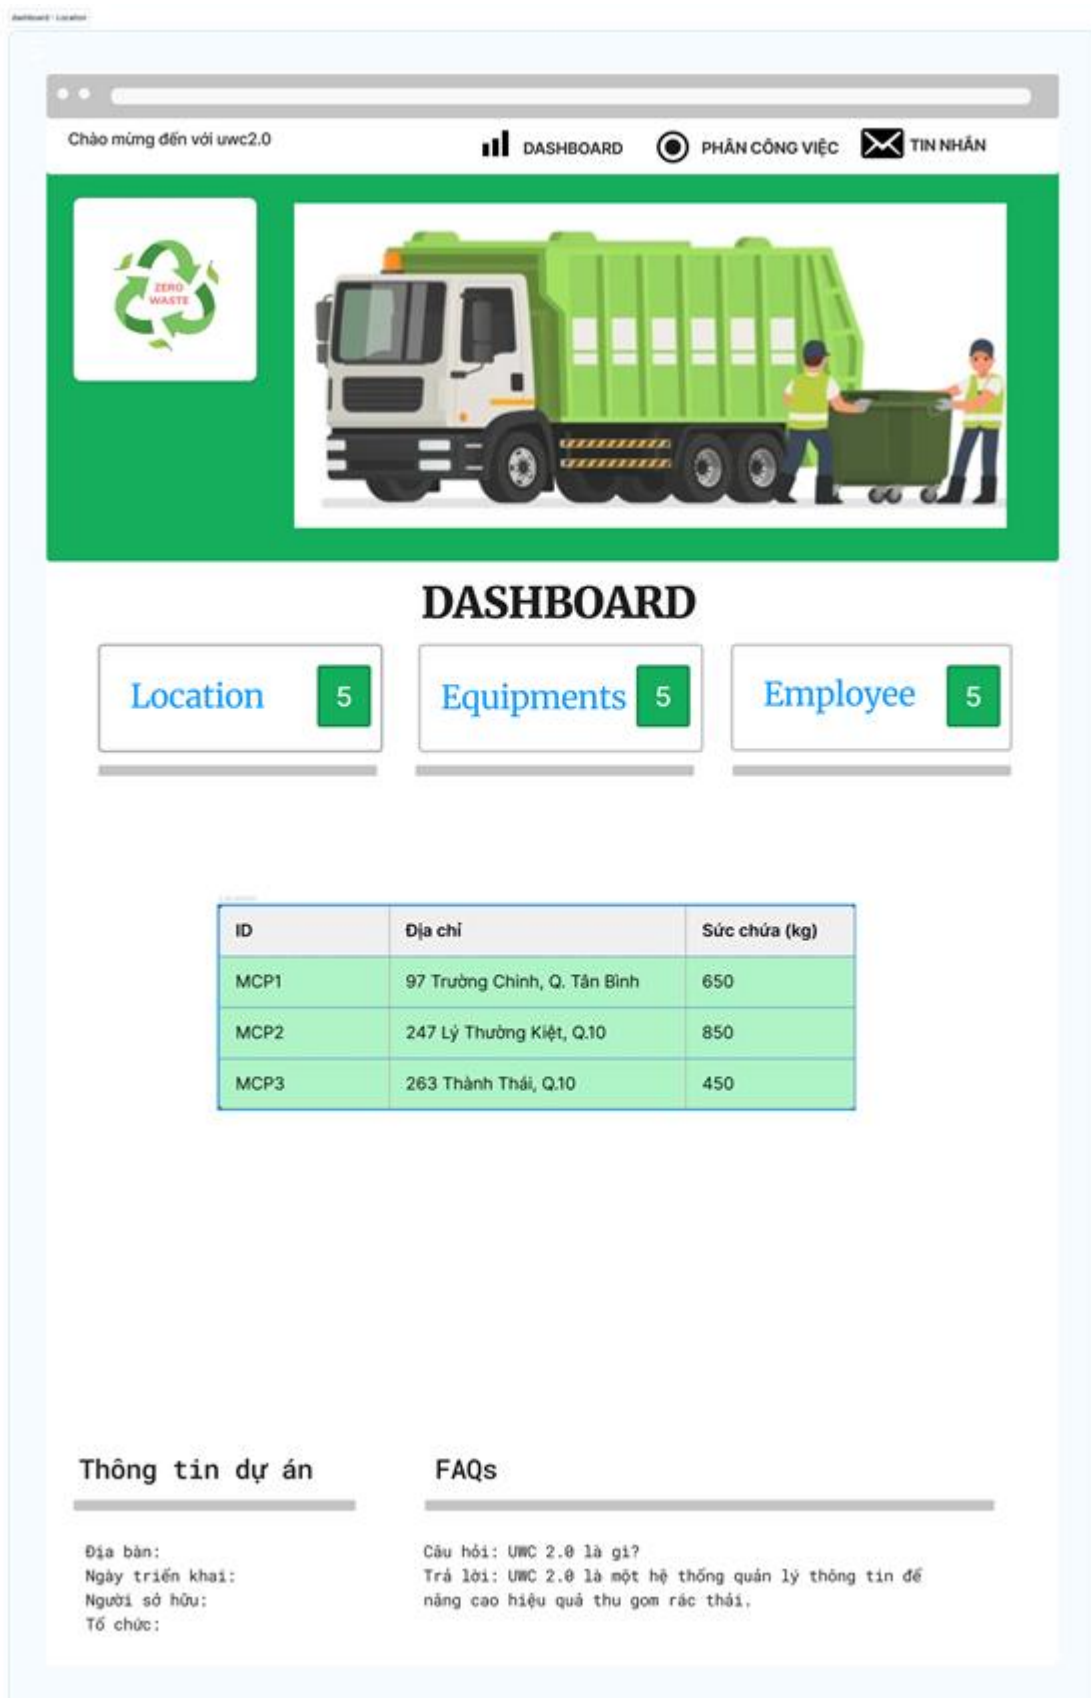 dashboard - Location
Chào mừng đến với uwc2.0
DASHBOARD
PHÂN CÔNG VIỆC
TIN NHẮN
ZERO
WASTE
DASHBOARD
Location 5
Equipments 5
Employee 5
ID Địa chỉ Sức chứa (kg)
MCP1 97 Trường Chinh, Q. Tân Bình 650
MCP2 247 Lý Thường Kiệt, Q.10 850
MCP3 263 Thành Thái, Q.10 450
Thông tin dự án
Địa bàn:
Ngày triển khai:
Người sở hữu:
Tổ chức:
FAQs
Câu hỏi: UWC 2.0 là gì?
Trả lời: UWC 2.0 là một hệ thống quản lý thông tin để
nâng cao hiệu quả thu gom rác thải.